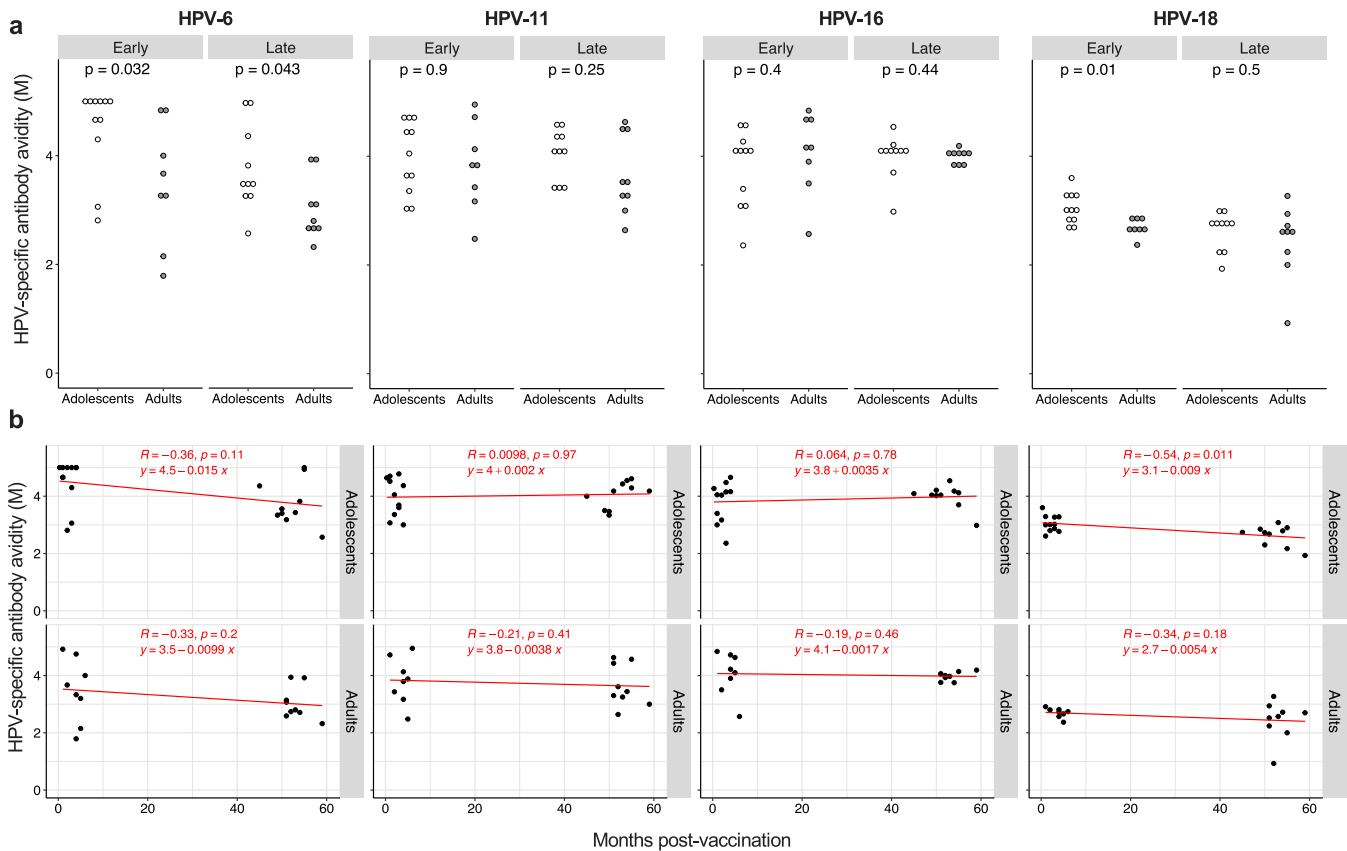 a
HPV-6 HPV-11 HPV-16 HPV-18
Early Late Early Late Early Late Early Late
p = 0.032 p = 0.043 p = 0.9 p = 0.25 p = 0.4 p = 0.44 p = 0.01 p = 0.5
HPV-specific antibody avidity (M)
4
2
0
Adolescents Adults Adolescents Adults Adolescents Adults Adolescents Adults Adolescents Adults Adolescents Adults Adolescents Adults Adolescents Adults
b
R = −0.36, p = 0.11 R = 0.0098, p = 0.97 R = 0.064, p = 0.78 R = −0.54, p = 0.011
y = 4.5 − 0.015 x y = 4 + 0.002 x y = 3.8 + 0.0035 x y = 3.1 − 0.009 x
4
2
0
Adolescents Adolescents Adolescents Adolescents
HPV-specific antibody avidity (M)
R = −0.33, p = 0.2 R = −0.21, p = 0.41 R = −0.19, p = 0.46 R = −0.34, p = 0.18
y = 3.5 − 0.0099 x y = 3.8 − 0.0038 x y = 4.1 − 0.0017 x y = 2.7 − 0.0054 x
4
2
0
Adults Adults Adults Adults
0 20 40 60 0 20 40 60 0 20 40 60 0 20 40 60
Months post-vaccination